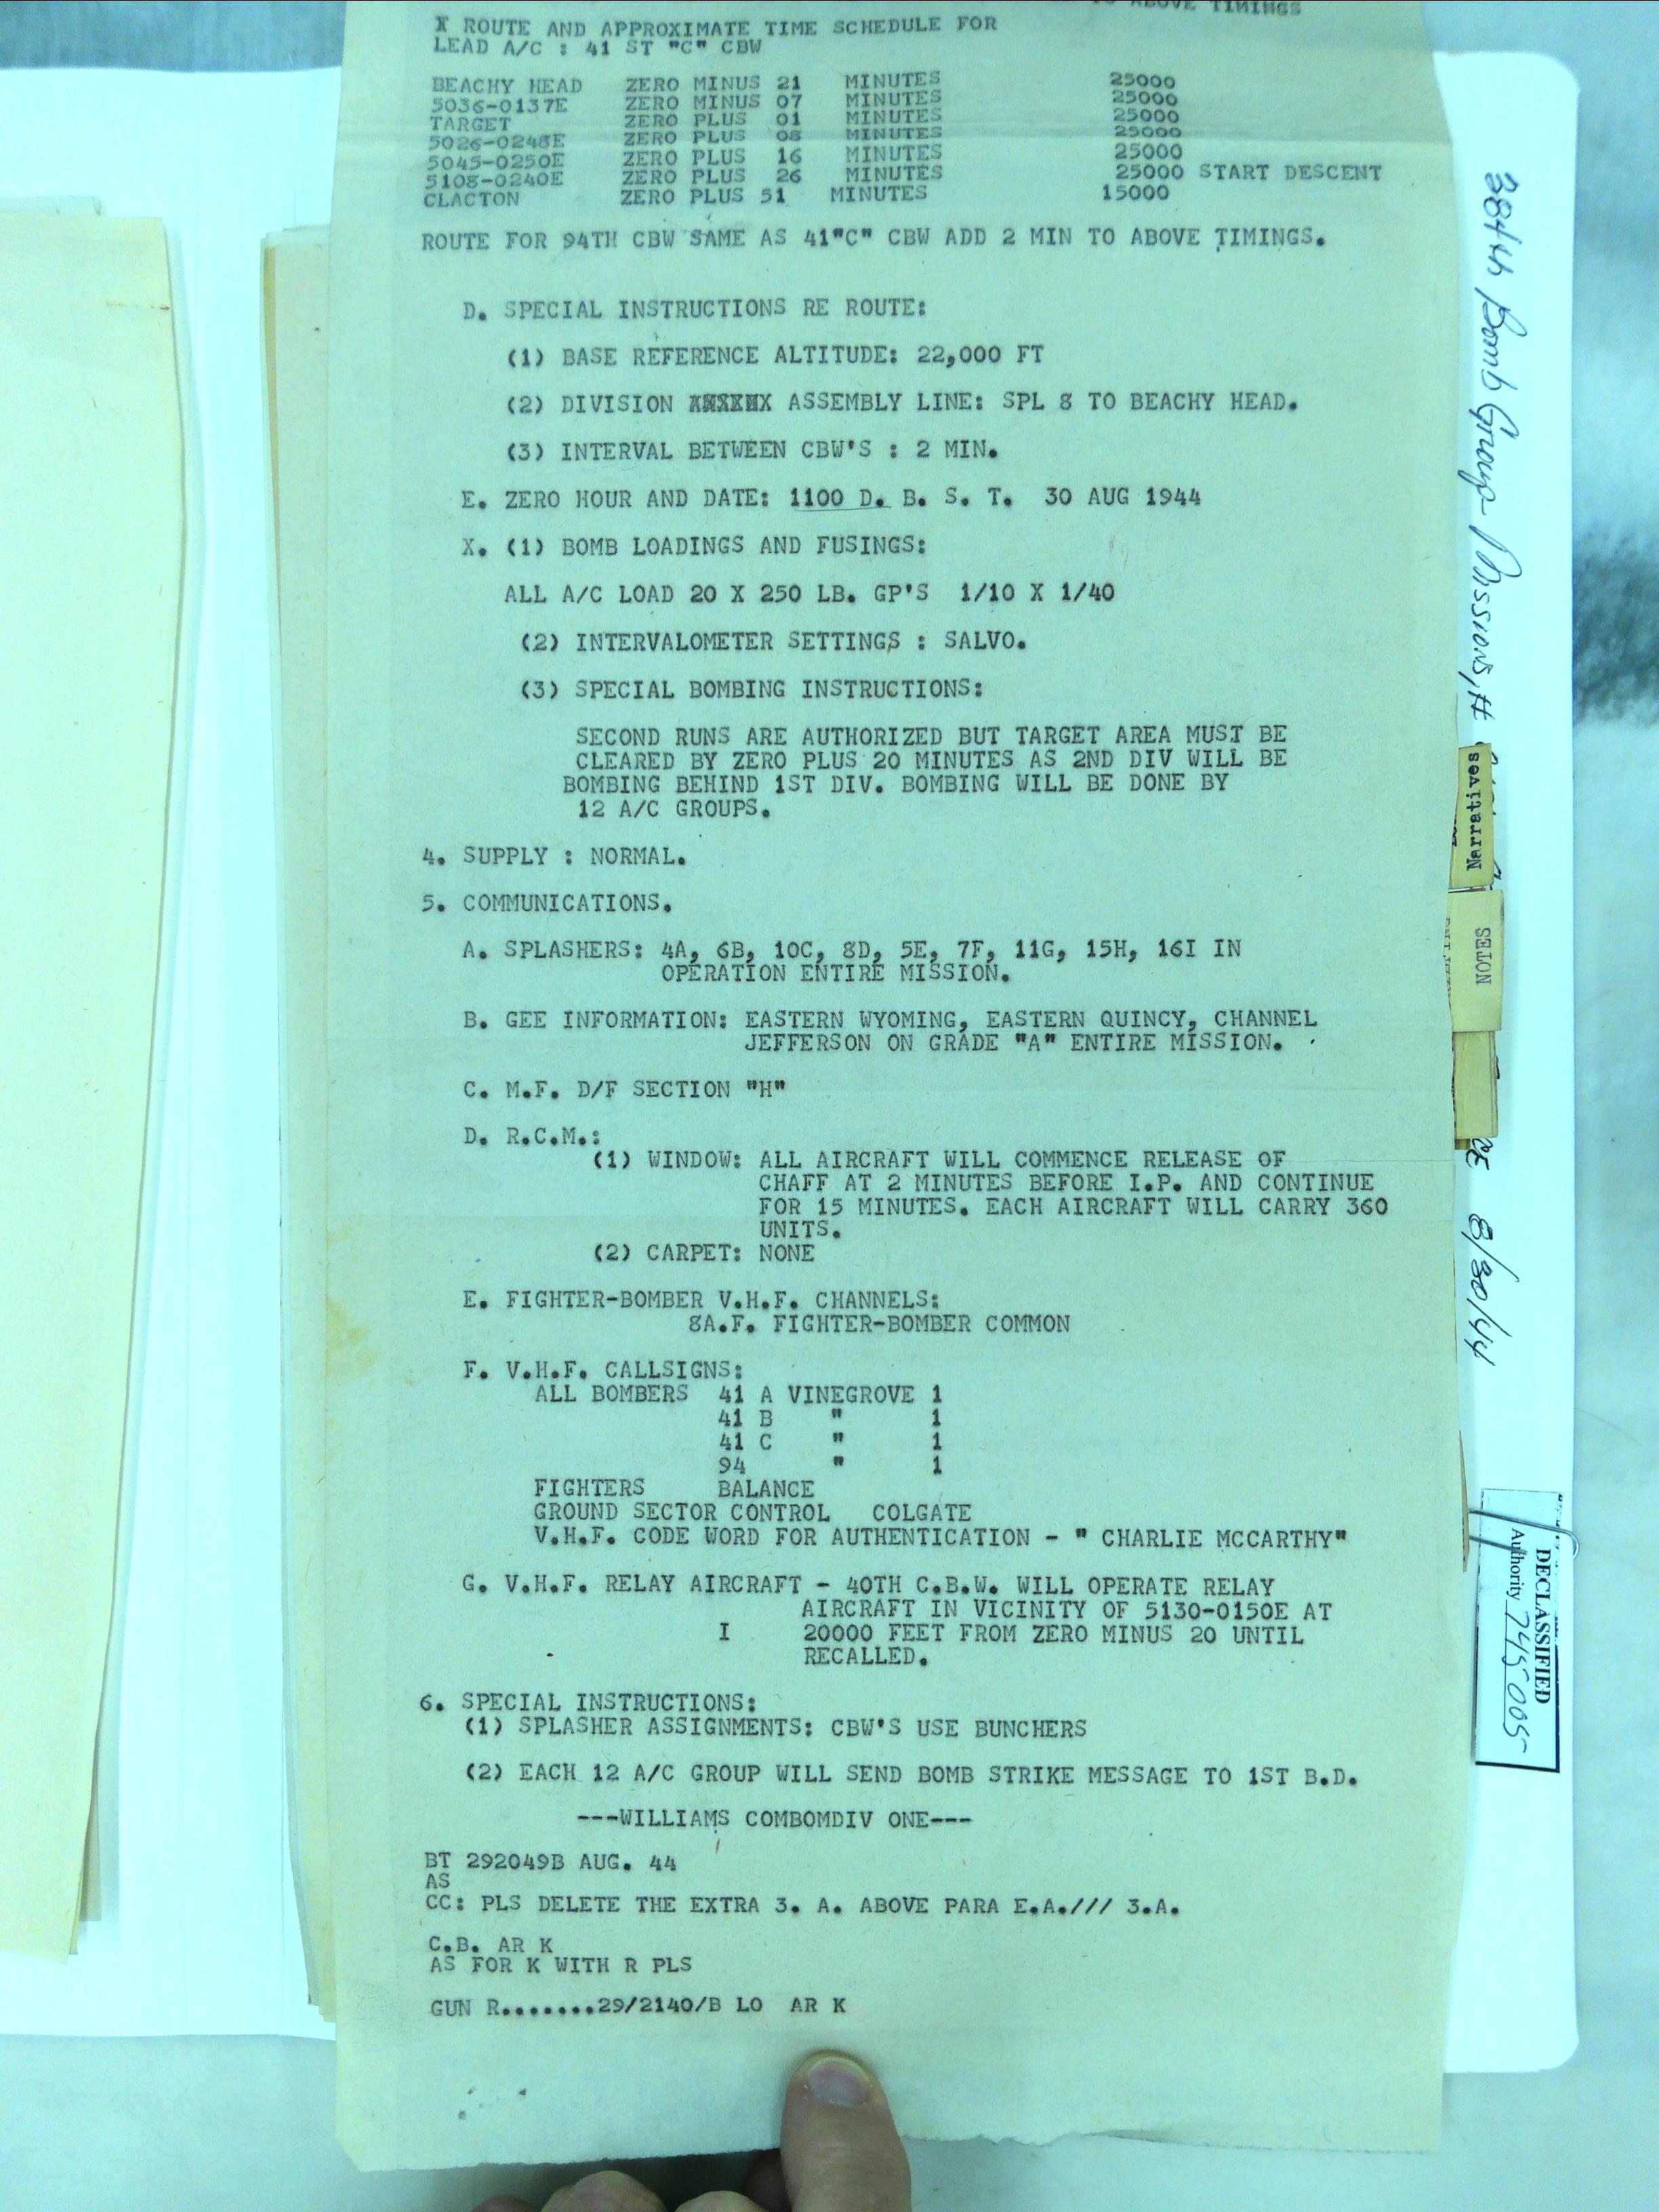 TO ABOVE TIMINGS
X ROUTE AND APPROXIMATE TIME SCHEDULE FOR
LEAD A/C : 41 ST "C" CBW
BEACHY HEAD ZERO MINUS 21 MINUTES 25000
5036-0137E ZERO MINUS 07 MINUTES 25000
TARGET ZERO PLUS 01 MINUTES 25000
5026-0248E ZERO PLUS 08 MINUTES 25000
5045-0250E ZERO PLUS 16 MINUTES 25000
5108-0240E ZERO PLUS 26 MINUTES 25000 START DESCENT
CLACTON ZERO PLUS 51 MINUTES 15000
ROUTE FOR 94TH CBW SAME AS 41"C" CBW ADD 2 MIN TO ABOVE TIMINGS.
D. SPECIAL INSTRUCTIONS RE ROUTE:
(1) BASE REFERENCE ALTITUDE: 22,000 FT
(2) DIVISION XXXXXX ASSEMBLY LINE: SPL 8 TO BEACHY HEAD.
(3) INTERVAL BETWEEN CBW'S : 2 MIN.
E. ZERO HOUR AND DATE: 1100 D. B. S. T. 30 AUG 1944
X. (1) BOMB LOADINGS AND FUSINGS:
ALL A/C LOAD 20 X 250 LB. GP'S 1/10 X 1/40
(2) INTERVALOMETER SETTINGS : SALVO.
(3) SPECIAL BOMBING INSTRUCTIONS:
SECOND RUNS ARE AUTHORIZED BUT TARGET AREA MUST BE
CLEARED BY ZERO PLUS 20 MINUTES AS 2ND DIV WILL BE
BOMBING BEHIND 1ST DIV. BOMBING WILL BE DONE BY
12 A/C GROUPS.
4. SUPPLY : NORMAL.
5. COMMUNICATIONS.
A. SPLASHERS: 4A, 6B, 10C, 8D, 5E, 7F, 11G, 15H, 16I IN
OPERATION ENTIRE MISSION.
B. GEE INFORMATION: EASTERN WYOMING, EASTERN QUINCY, CHANNEL
JEFFERSON ON GRADE "A" ENTIRE MISSION.
C. M.F. D/F SECTION "H"
D. R.C.M.:
(1) WINDOW: ALL AIRCRAFT WILL COMMENCE RELEASE OF
CHAFF AT 2 MINUTES BEFORE I.P. AND CONTINUE
FOR 15 MINUTES. EACH AIRCRAFT WILL CARRY 360
UNITS.
(2) CARPET: NONE
E. FIGHTER-BOMBER V.H.F. CHANNELS:
8A.F. FIGHTER-BOMBER COMMON
F. V.H.F. CALLSIGNS:
ALL BOMBERS 41 A VINEGROVE 1
41 B " 1
41 C " 1
94 " 1
FIGHTERS BALANCE
GROUND SECTOR CONTROL COLGATE
V.H.F. CODE WORD FOR AUTHENTICATION - " CHARLIE MCCARTHY"
G. V.H.F. RELAY AIRCRAFT - 40TH C.B.W. WILL OPERATE RELAY
AIRCRAFT IN VICINITY OF 5130-0150E AT
I 20000 FEET FROM ZERO MINUS 20 UNTIL
RECALLED.
6. SPECIAL INSTRUCTIONS:
(1) SPLASHER ASSIGNMENTS: CBW'S USE BUNCHERS
(2) EACH 12 A/C GROUP WILL SEND BOMB STRIKE MESSAGE TO 1ST B.D.
---WILLIAMS COMBOMDIV ONE---
BT 292049B AUG. 44
AS
CC: PLS DELETE THE EXTRA 3. A. ABOVE PARA E.A./// 3.A.
C.B. AR K
AS FOR K WITH R PLS
GUN R.......29/2140/B LO AR K
384th Bomb Group Missions, #
8/30/44
Narratives
NOTES
DECLASSIFIED
Authority 745005